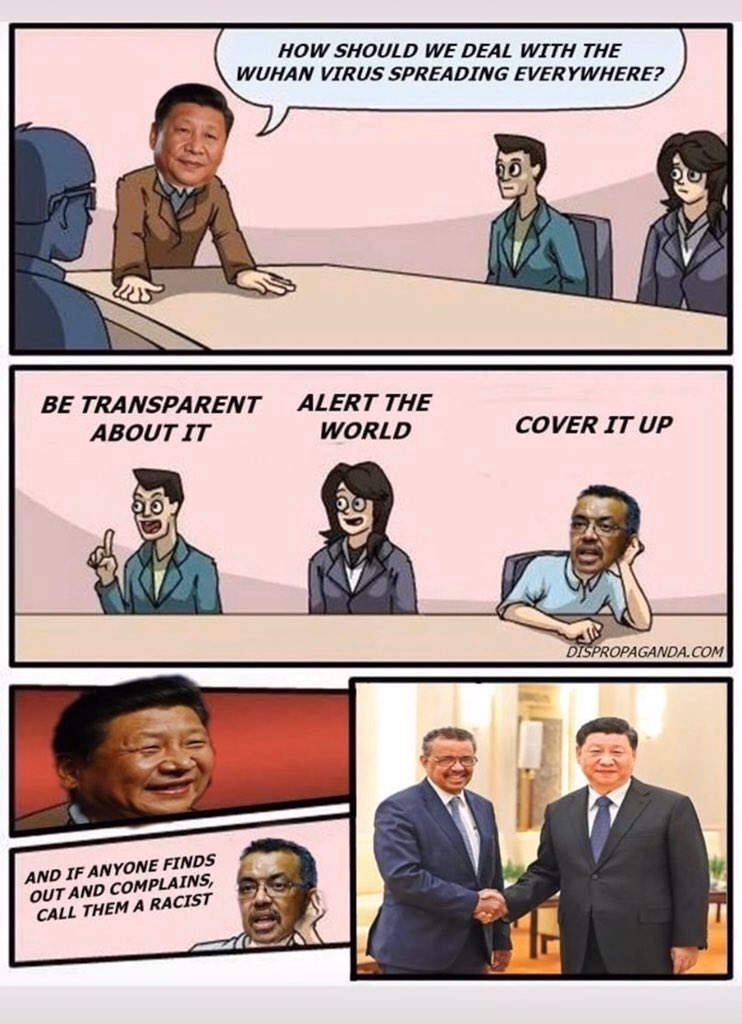 HOW SHOULD WE DEAL WITH THE
WUHAN VIRUS SPREADING EVERYWHERE?
BE TRANSPARENT
ABOUT IT
ALERT THE
WORLD
COVER IT UP
DISPROPAGANDA.COM
AND IF ANYONE FINDS
OUT AND COMPLAINS,
CALL THEM A RACIST